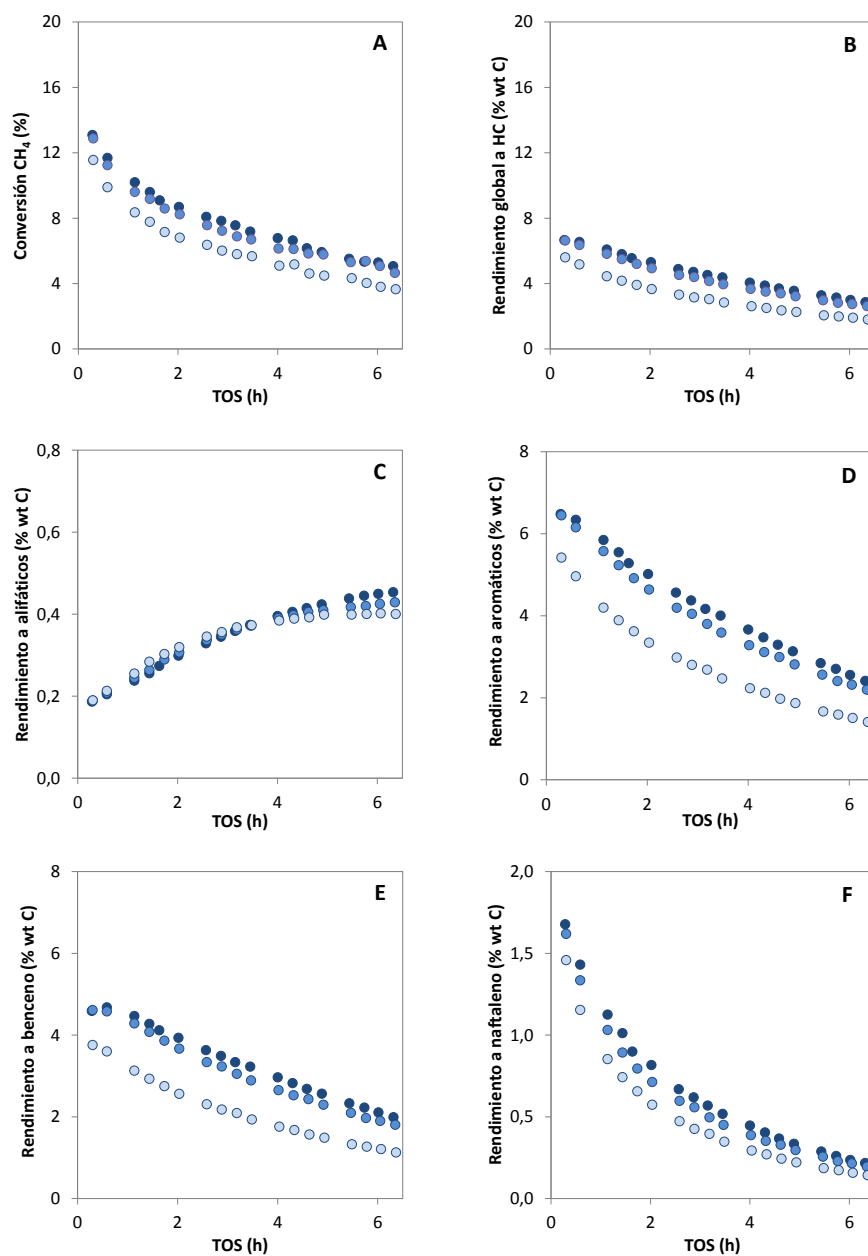 A
Conversión CH₄ (%)
20
16
12
8
4
0
0 2 4 6
TOS (h)
B
Rendimiento global a HC (% wt C)
20
16
12
8
4
0
0 2 4 6
TOS (h)
C
Rendimiento a alifáticos (% wt C)
0,8
0,6
0,4
0,2
0,0
0 2 4 6
TOS (h)
D
Rendimiento a aromáticos (% wt C)
8
6
4
2
0
0 2 4 6
TOS (h)
E
Rendimiento a benceno (% wt C)
8
6
4
2
0
0 2 4 6
TOS (h)
F
Rendimiento a naftaleno (% wt C)
2,0
1,5
1,0
0,5
0,0
0 2 4 6
TOS (h)